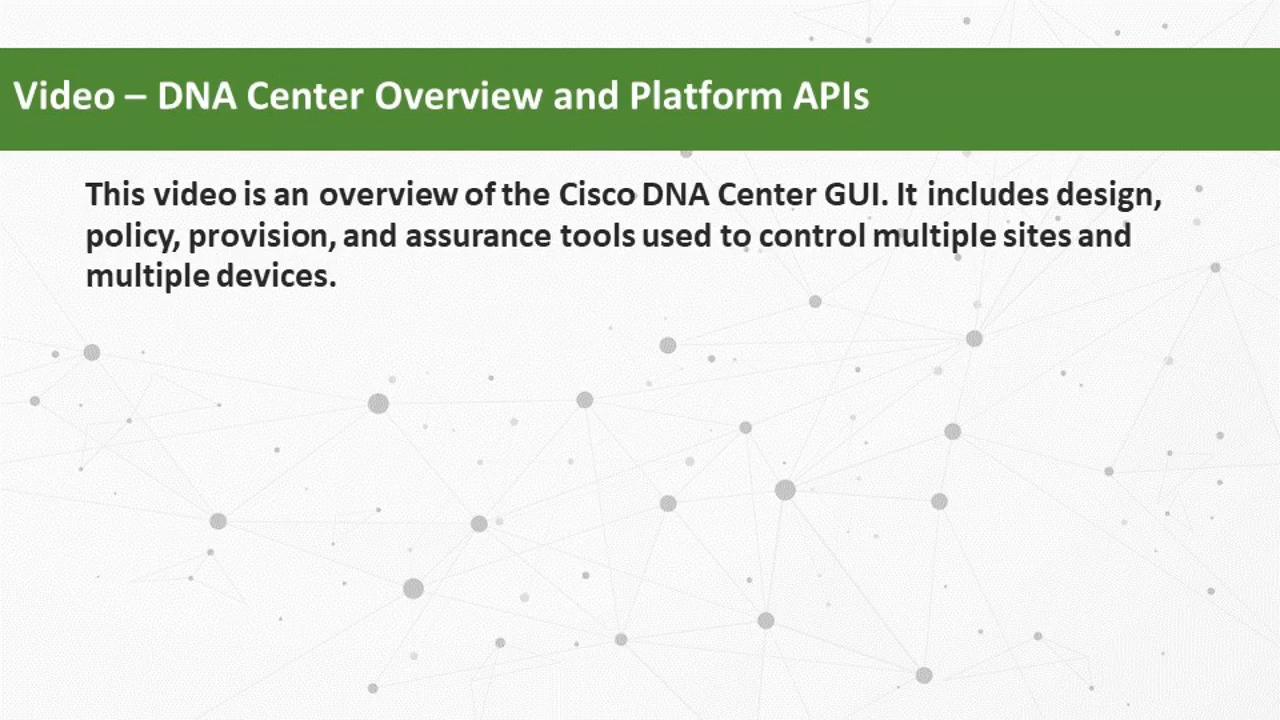 Video – DNA Center Overview and Platform APIs
This video is an overview of the Cisco DNA Center GUI. It includes design,
policy, provision, and assurance tools used to control multiple sites and
multiple devices.